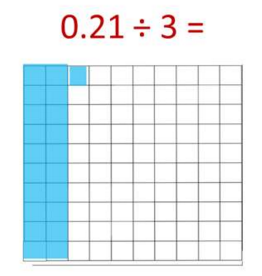 0.21 ÷ 3 =